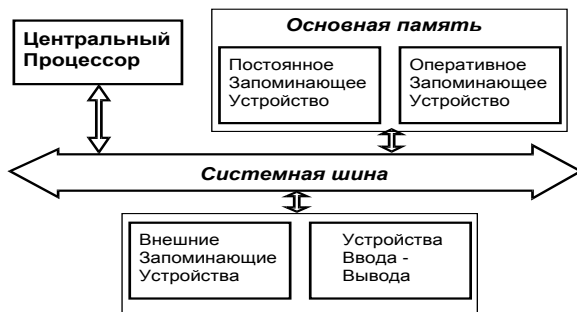 Центральный
Процессор
Основная память
Постоянное
Запоминающее
Устройство
Оперативное
Запоминающее
Устройство
Системная шина
Внешние
Запоминающие
Устройства
Устройства
Ввода -
Вывода